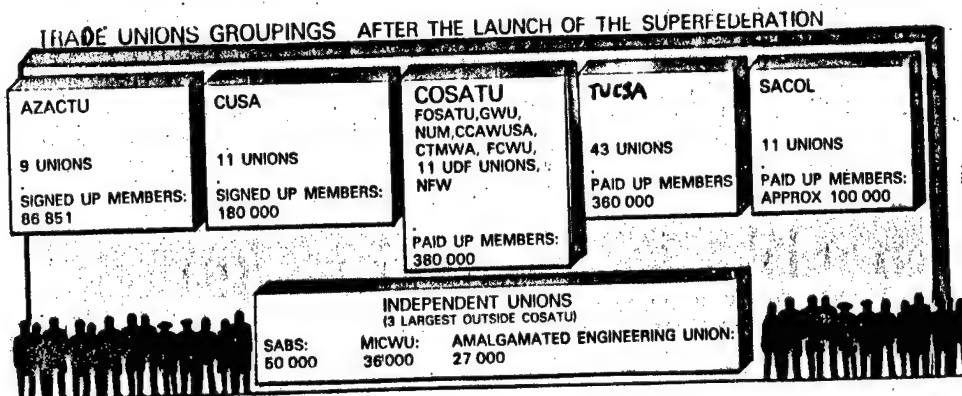 TRADE UNIONS GROUPINGS AFTER THE LAUNCH OF THE SUPERFEDERATION
AZACTU
9 UNIONS
SIGNED UP MEMBERS:
86 851
CUSA
11 UNIONS
SIGNED UP MEMBERS:
180 000
COSATU
FOSATU,GWU,
NUM,CCAWUSA,
CTMWA, FCWU,
11 UDF UNIONS,
NFW
PAID UP MEMBERS:
380 000
TUCSA
43 UNIONS
PAID UP MEMBERS
360 000
SACOL
11 UNIONS
PAID UP MEMBERS:
APPROX 100 000
INDEPENDENT UNIONS
(3 LARGEST OUTSIDE COSATU)
SABS: MICWU: AMALGAMATED ENGINEERING UNION:
50 000 36'000 27 000